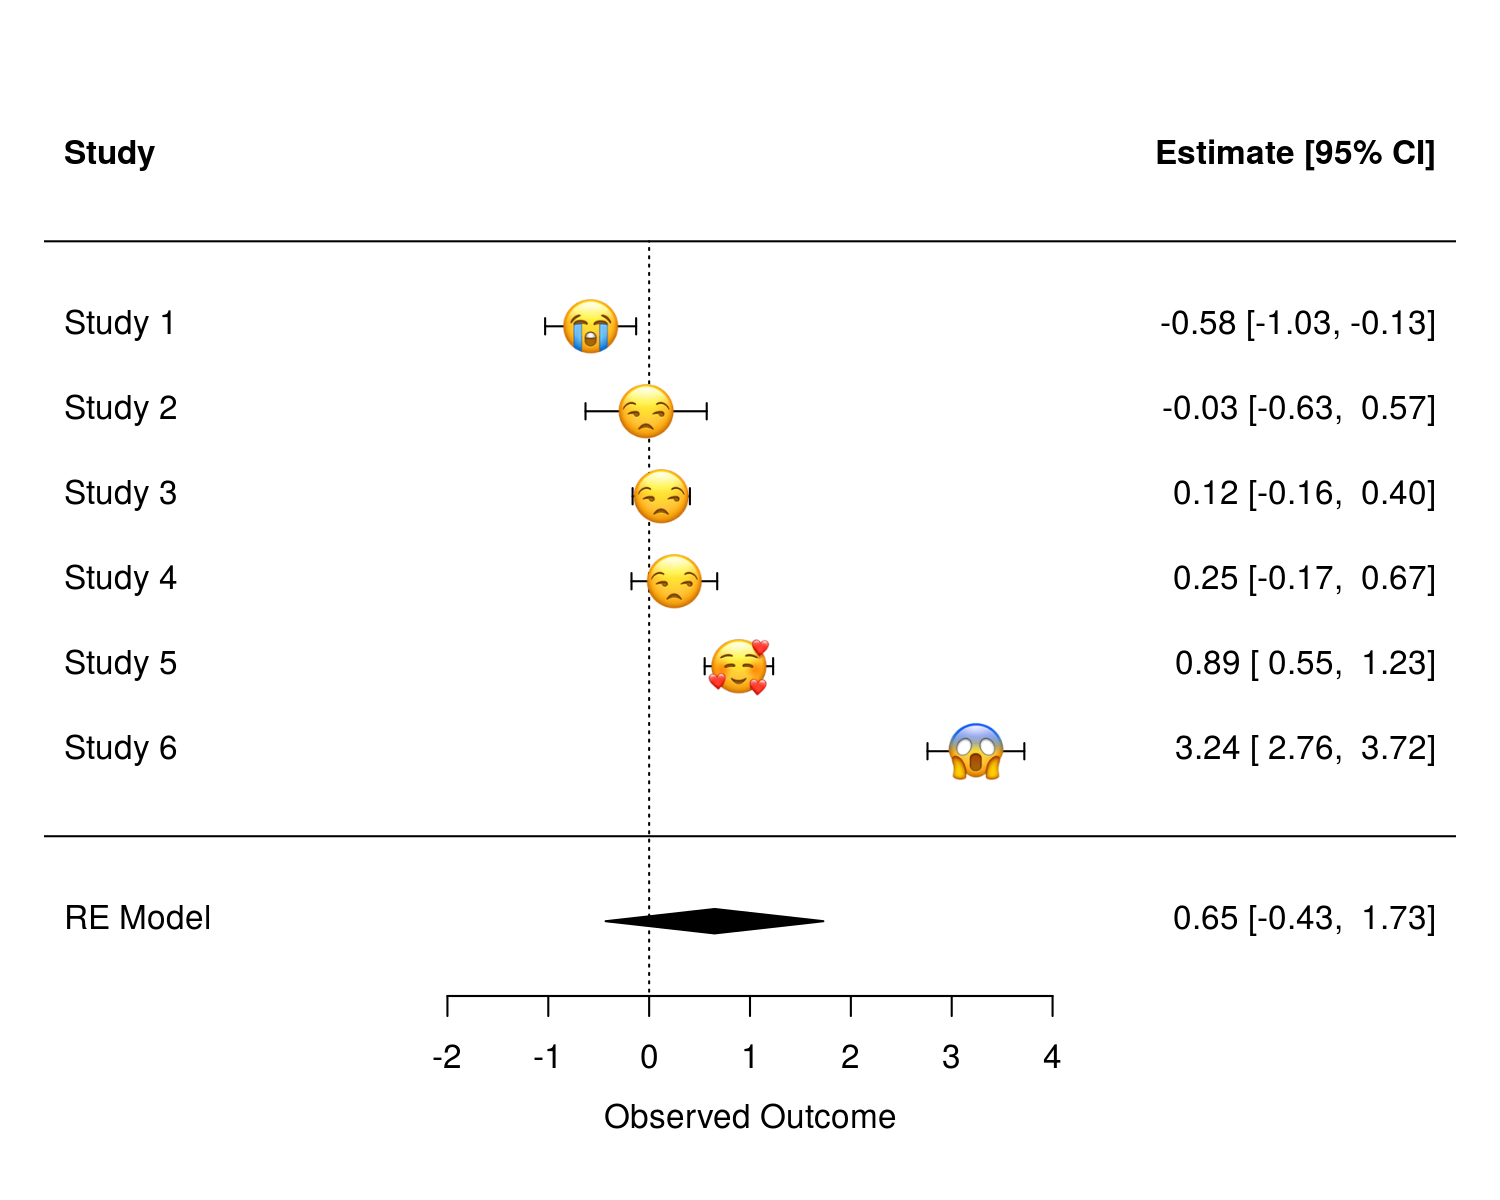 Study Estimate [95% CI]
Study 1 -0.58 [-1.03, -0.13]
Study 2 -0.03 [-0.63, 0.57]
Study 3 0.12 [-0.16, 0.40]
Study 4 0.25 [-0.17, 0.67]
Study 5 0.89 [ 0.55, 1.23]
Study 6 3.24 [ 2.76, 3.72]
RE Model 0.65 [-0.43, 1.73]
-2 -1 0 1 2 3 4
Observed Outcome